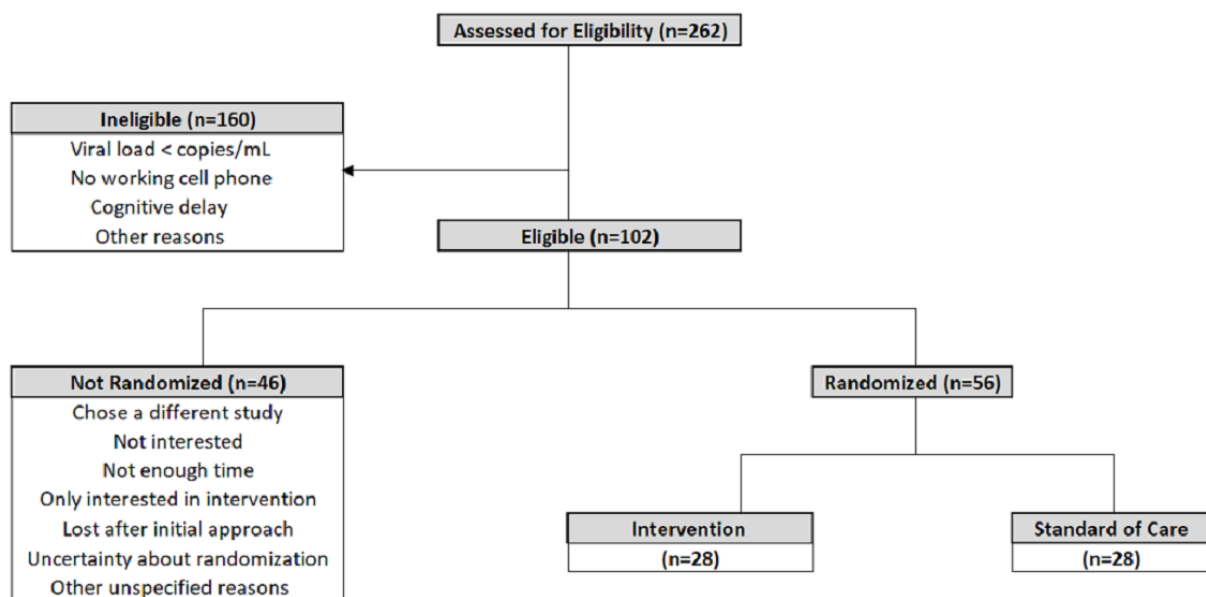 Assessed for Eligibility (n=262)
Ineligible (n=160)
Viral load < copies/mL
No working cell phone
Cognitive delay
Other reasons
Eligible (n=102)
Not Randomized (n=46)
Chose a different study
Not interested
Not enough time
Only interested in intervention
Lost after initial approach
Uncertainty about randomization
Other unspecified reasons
Randomized (n=56)
Intervention
(n=28)
Standard of Care
(n=28)